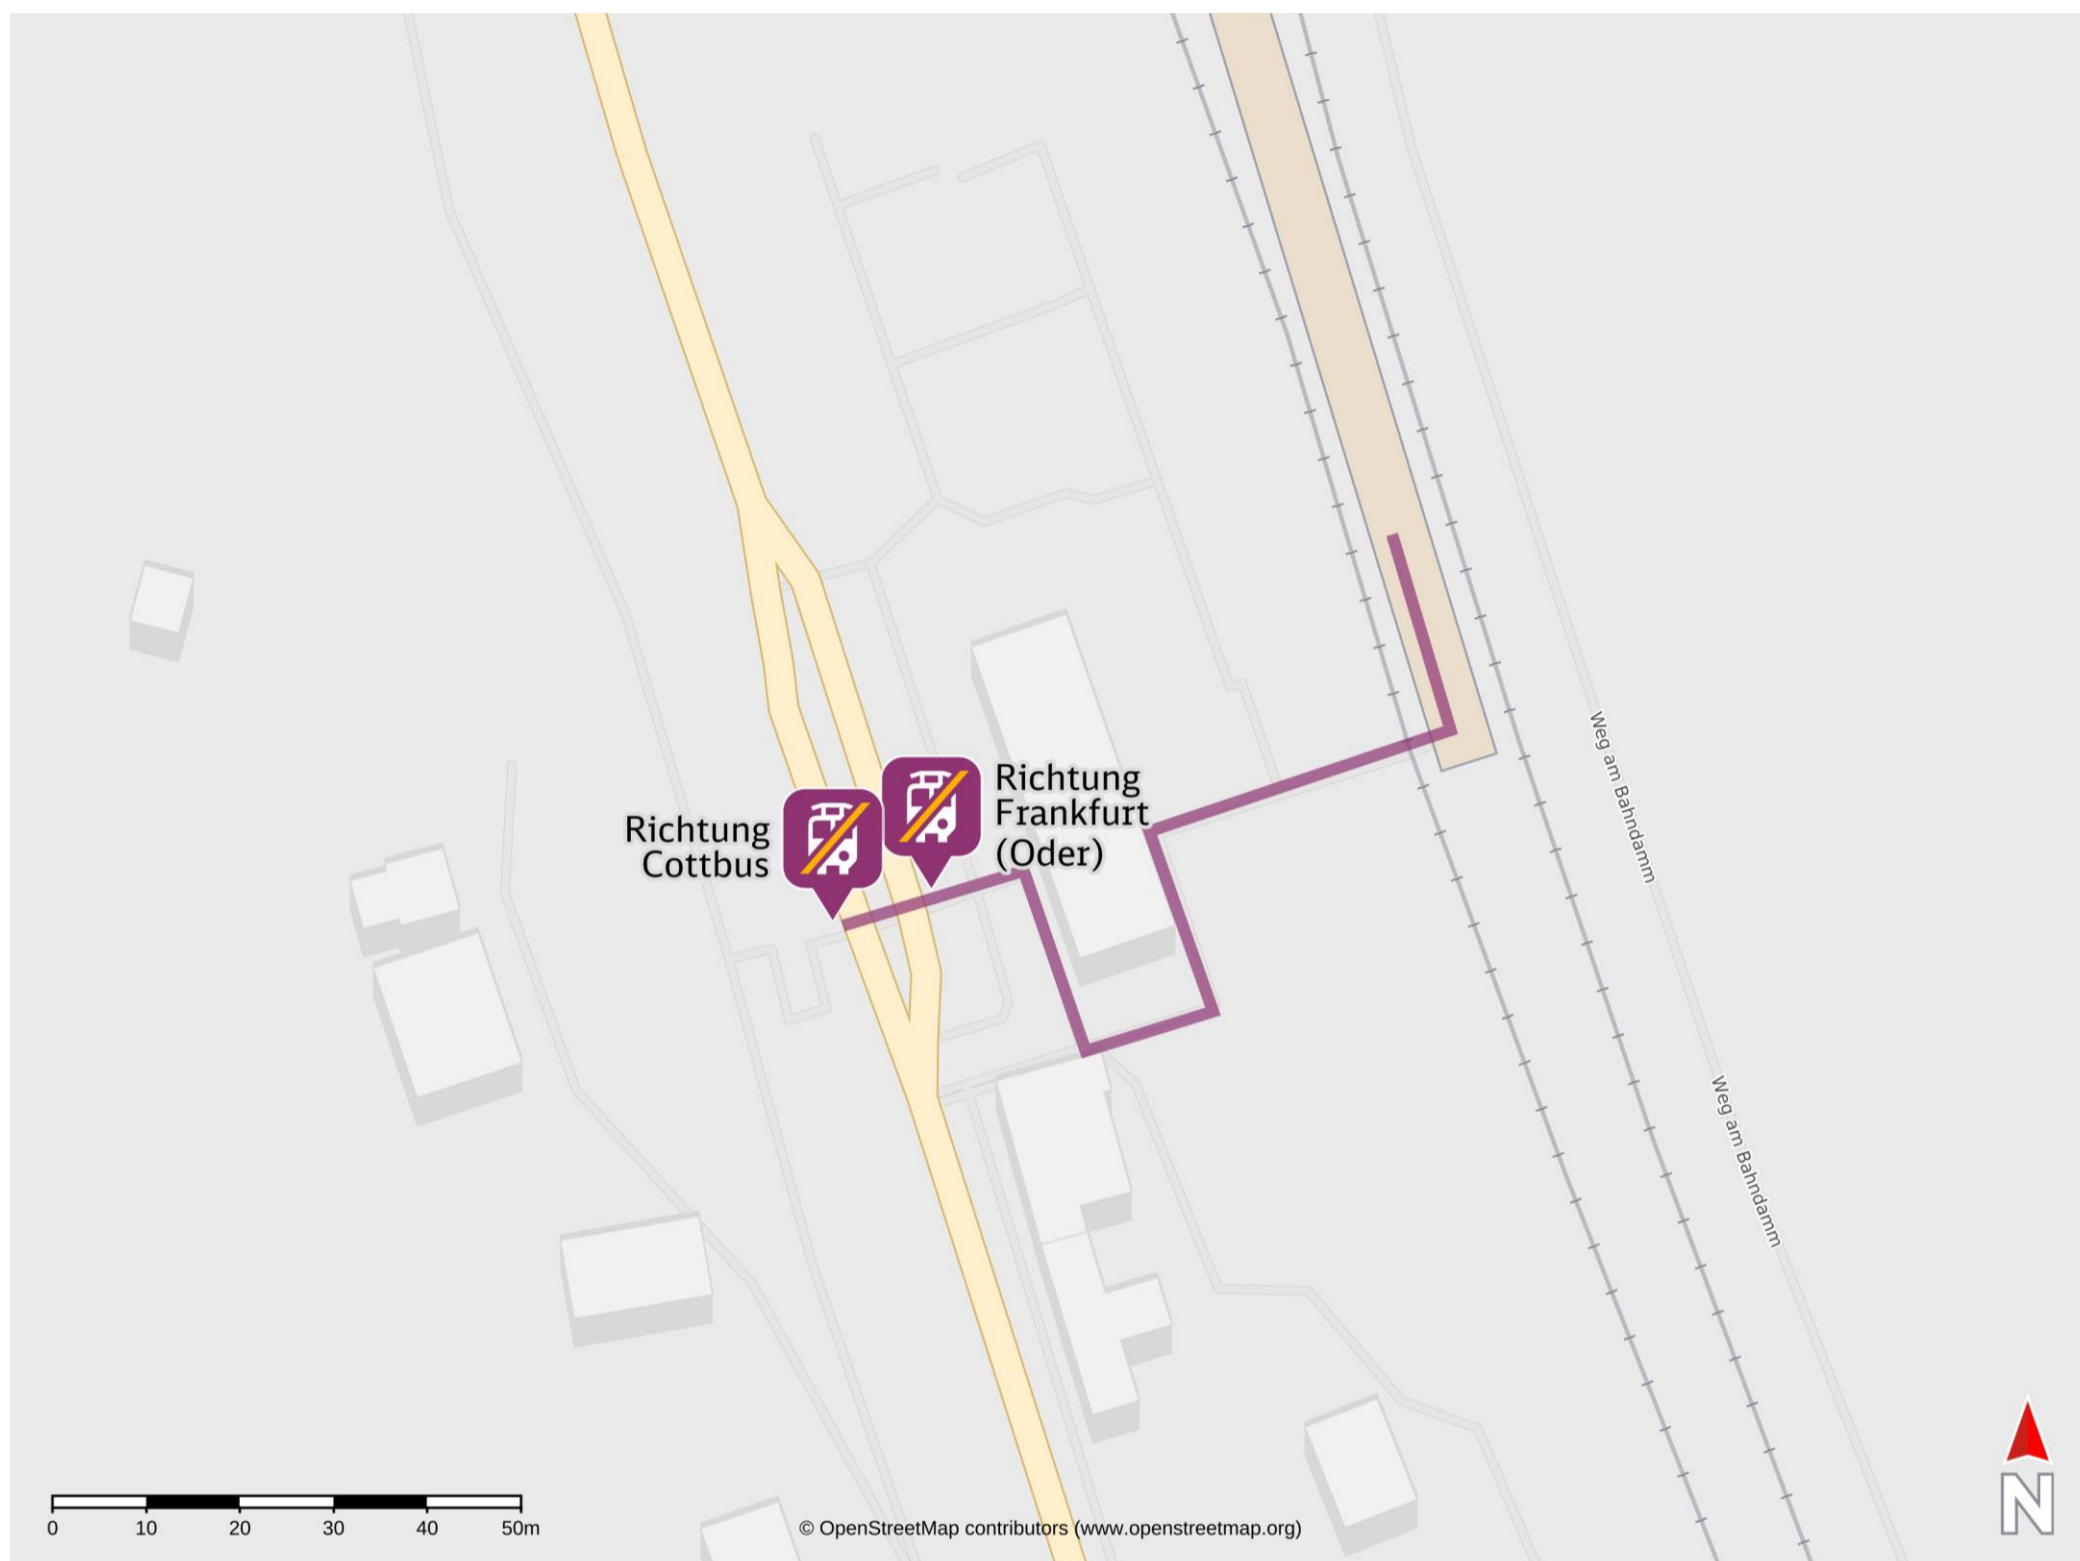 Richtung
Frankfurt
(Oder)
Richtung
Cottbus
Weg am Bahndamm
Weg am Bahndamm
0 10 20 30 40 50m
© OpenStreetMap contributors (www.openstreetmap.org)
N